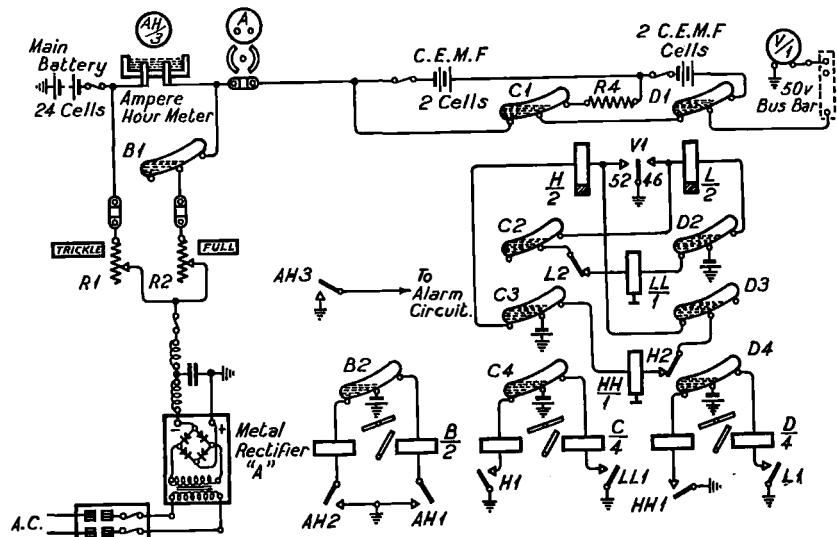 AH/3
A
Main Battery
24 Cells
Ampere Hour Meter
C.E.M.F
2 Cells
2 C.E.M.F Cells
V/1
50v Bus Bar
C1
R4
D1
B1
H/2
52
V1
46
L/2
TRICKLE
FULL
R1
R2
C2
L2
LL/1
D2
AH3
To Alarm Circuit.
C3
D3
HH/1
H2
B2
C4
D4
Metal Rectifier "A"
- +
B/2
C/4
D/4
H1
LL1
HH1
L1
AH2
AH1
A.C.